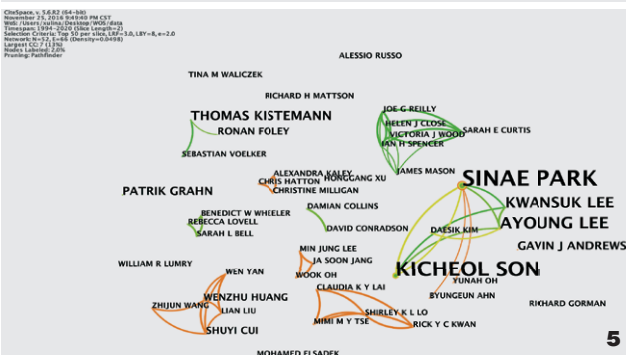 CiteSpace, v. 5.6.R2 (64-bit)
November 25, 2016 9:49:40 PM CST
WoS: /Users/xulina/Desktop/WOS/data
Timespan: 1994-2020 (Slice Length=2)
Selection Criteria: Top 50 per slice, LRF=3.0, LBY=8, e=2.0
Network: N=52, E=66 (Density=0.0498)
Largest CC: 7 (13%)
Nodes Labeled: 2.0%
Pruning: Pathfinder
ALESSIO RUSSO
TINA M WALICZEK
RICHARD H MATTSON
THOMAS KISTEMANN
RONAN FOLEY
SEBASTIAN VOELKER
JOE G REILLY
HELEN J CLOSE
VICTORIA J WOOD
SARAH E CURTIS
IAN H SPENCER
JAMES MASON
ALEXANDRA KALEY
CHRIS HATTON
HONGGANG XU
CHRISTINE MILLIGAN
PATRIK GRAHN
SINAE PARK
KWANSUK LEE
AYOUNG LEE
DAESIK KIM
GAVIN J ANDREWS
KICHEOL SON
YUNAH OH
BYUNGEUN AHN
RIKHARD GORMAN
DAMIAN COLLINS
DAVID CONRADSON
BENEDICT W WHEELER
REBECCA LOVELL
SARAH L BELL
MIN JUNG LEE
JA SOON JANG
WOOK OH
WILLIAM R LUMRY
WEN YAN
WENZHU HUANG
ZHIJUN WANG
LIAN LIU
SHUYI CUI
CLAUDIA K Y LAI
SHIRLEY K L LO
MIMI M Y TSE
RICK Y C KWAN
MOHAMED ELSADEK
5